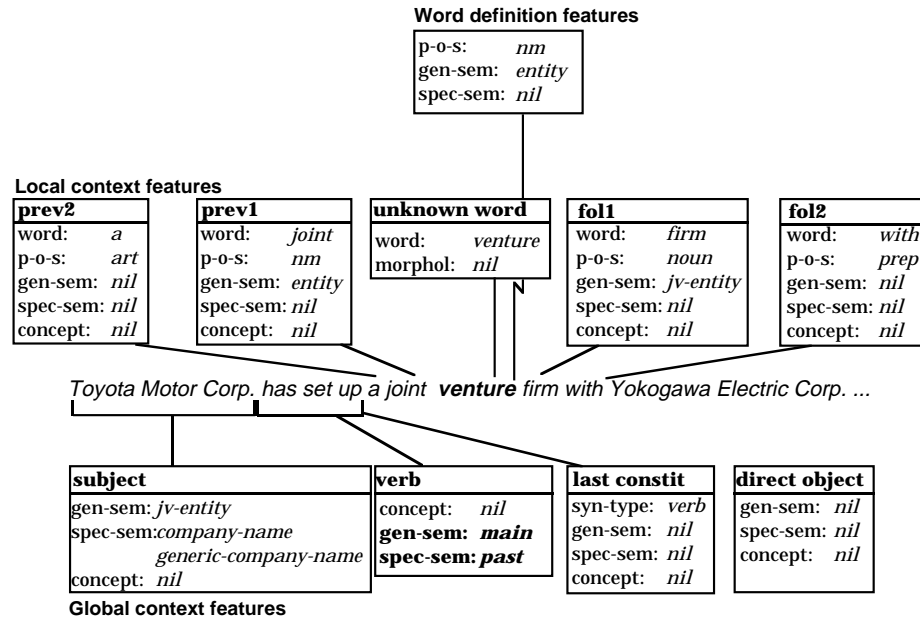 Word definition features
p-o-s: nm
gen-sem: entity
spec-sem: nil
Local context features
prev2
word: a
p-o-s: art
gen-sem: nil
spec-sem: nil
concept: nil
prev1
word: joint
p-o-s: nm
gen-sem: entity
spec-sem: nil
concept: nil
unknown word
word: venture
morphol: nil
fol1
word: firm
p-o-s: noun
gen-sem: jv-entity
spec-sem: nil
concept: nil
fol2
word: with
p-o-s: prep
gen-sem: nil
spec-sem: nil
concept: nil
Toyota Motor Corp. has set up a joint venture firm with Yokogawa Electric Corp. ...
subject
gen-sem: jv-entity
spec-sem:company-name
generic-company-name
concept: nil
verb
concept: nil
gen-sem: main
spec-sem: past
last constit
syn-type: verb
gen-sem: nil
spec-sem: nil
concept: nil
direct object
gen-sem: nil
spec-sem: nil
concept: nil
Global context features